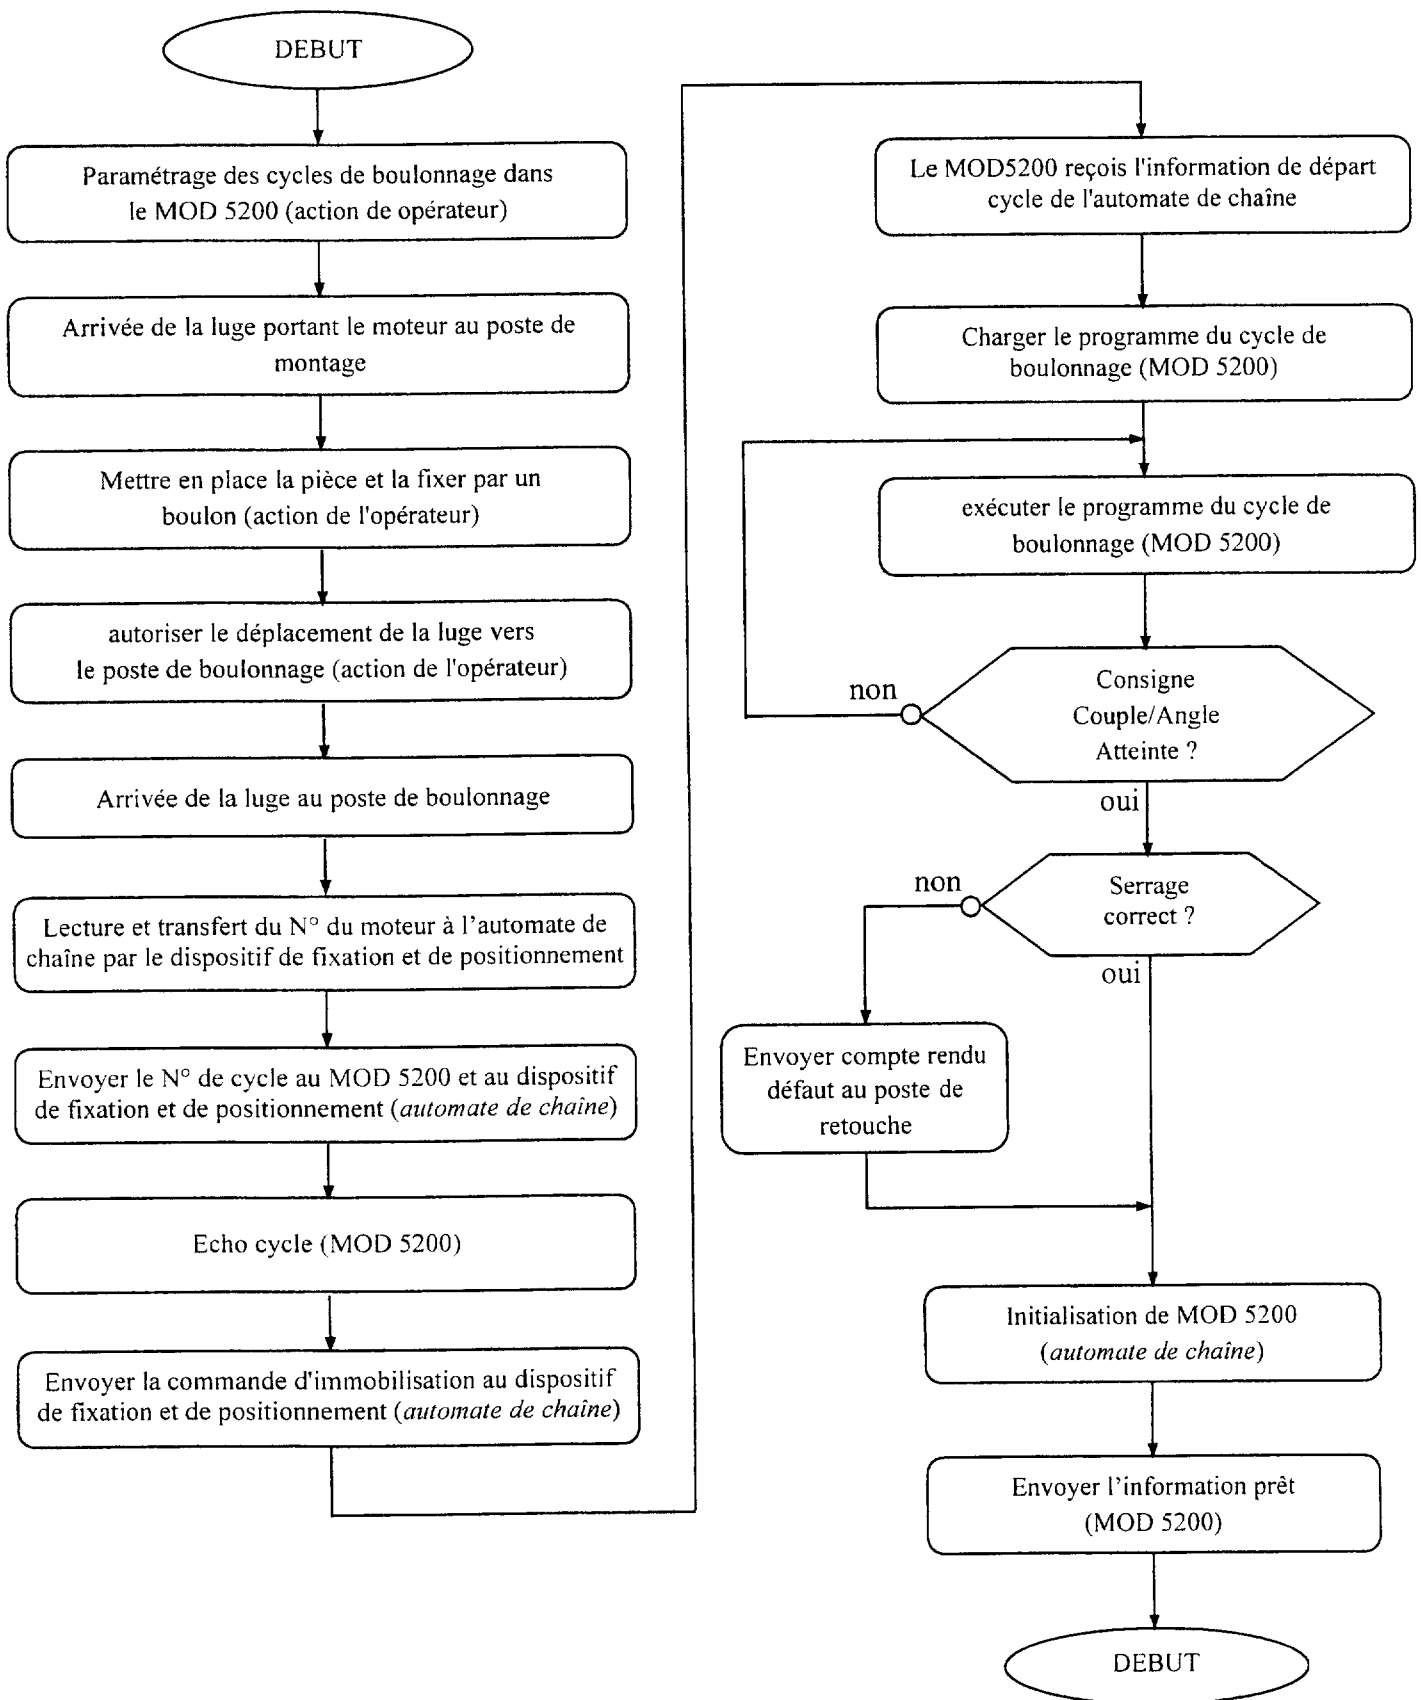 DEBUT
Paramétrage des cycles de boulonnage dans
le MOD 5200 (action de opérateur)
Arrivée de la luge portant le moteur au poste de
montage
Mettre en place la pièce et la fixer par un
boulon (action de l'opérateur)
autoriser le déplacement de la luge vers
le poste de boulonnage (action de l'opérateur)
Arrivée de la luge au poste de boulonnage
Lecture et transfert du N° du moteur à l'automate de
chaîne par le dispositif de fixation et de positionnement
Envoyer le N° de cycle au MOD 5200 et au dispositif
de fixation et de positionnement (automate de chaîne)
Echo cycle (MOD 5200)
Envoyer la commande d'immobilisation au dispositif
de fixation et de positionnement (automate de chaîne)
Le MOD5200 reçois l'information de départ
cycle de l'automate de chaîne
Charger le programme du cycle de
boulonnage (MOD 5200)
exécuter le programme du cycle de
boulonnage (MOD 5200)
Consigne
Couple/Angle
Atteinte ?
non
oui
Serrage
correct ?
non
oui
Envoyer compte rendu
défaut au poste de
retouche
Initialisation de MOD 5200
(automate de chaîne)
Envoyer l'information prêt
(MOD 5200)
DEBUT